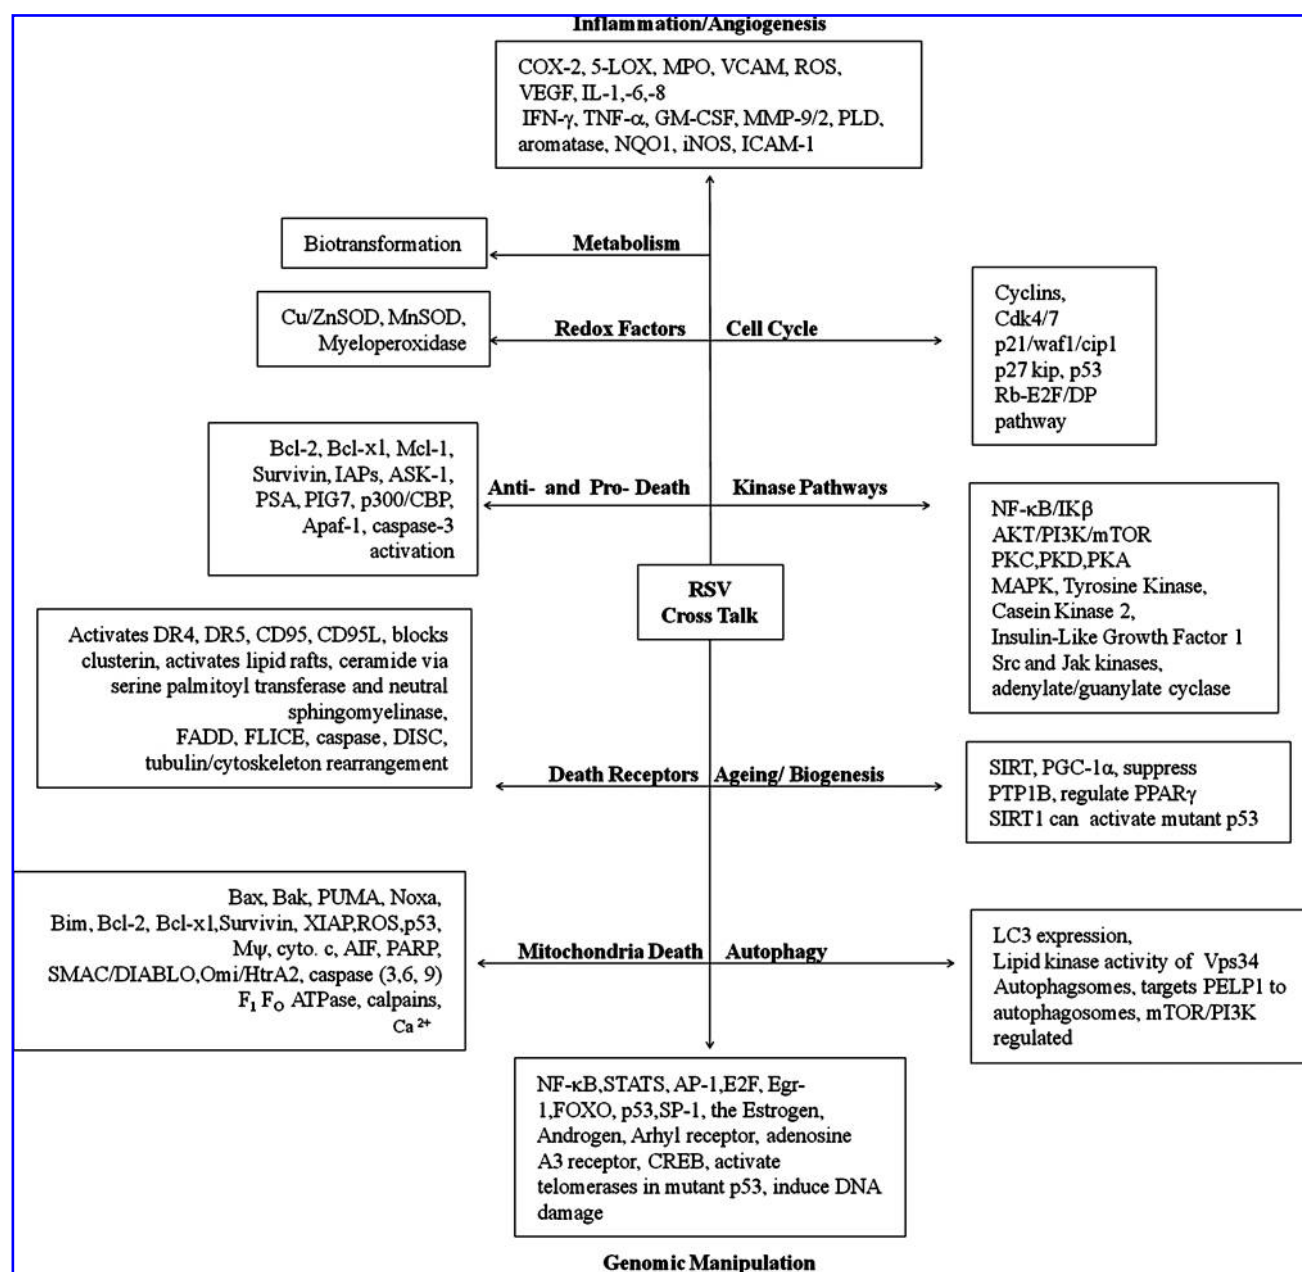 Inflammation/Angiogenesis
COX-2, 5-LOX, MPO, VCAM, ROS,
VEGF, IL-1,-6,-8
IFN-γ, TNF-α, GM-CSF, MMP-9/2, PLD,
aromatase, NQO1, iNOS, ICAM-1
Biotransformation
Metabolism
Cu/ZnSOD, MnSOD,
Myeloperoxidase
Redox Factors
Cell Cycle
Cyclins,
Cdk4/7
p21/waf1/cip1
p27 kip, p53
Rb-E2F/DP
pathway
Bcl-2, Bcl-x1, Mcl-1,
Survivin, IAPs, ASK-1,
PSA, PIG7, p300/CBP,
Apaf-1, caspase-3
activation
Anti- and Pro- Death
Kinase Pathways
NF-κB/IKβ
AKT/PI3K/mTOR
PKC,PKD,PKA
MAPK, Tyrosine Kinase,
Casein Kinase 2,
Insulin-Like Growth Factor 1
Src and Jak kinases,
adenylate/guanylate cyclase
RSV
Cross Talk
Activates DR4, DR5, CD95, CD95L, blocks
clusterin, activates lipid rafts, ceramide via
serine palmitoyl transferase and neutral
sphingomyelinase,
FADD, FLICE, caspase, DISC,
tubulin/cytoskeleton rearrangement
Death Receptors
Ageing/ Biogenesis
SIRT, PGC-1α, suppress
PTP1B, regulate PPARγ
SIRT1 can activate mutant p53
Bax, Bak, PUMA, Noxa,
Bim, Bcl-2, Bcl-x1,Survivin, XIAP,ROS,p53,
Mψ, cyto. c, AIF, PARP,
SMAC/DIABLO,Omi/HtrA2, caspase (3,6, 9)
F₁ F₀ ATPase, calpains,
Ca ²⁺
Mitochondria Death
Autophagy
LC3 expression,
Lipid kinase activity of Vps34
Autophagsomes, targets PELP1 to
autophagosomes, mTOR/PI3K
regulated
NF-κB,STATS, AP-1,E2F, Egr-
1,FOXO, p53,SP-1, the Estrogen,
Androgen, Arhyl receptor, adenosine
A3 receptor, CREB, activate
telomerases in mutant p53, induce DNA
damage
Genomic Manipulation